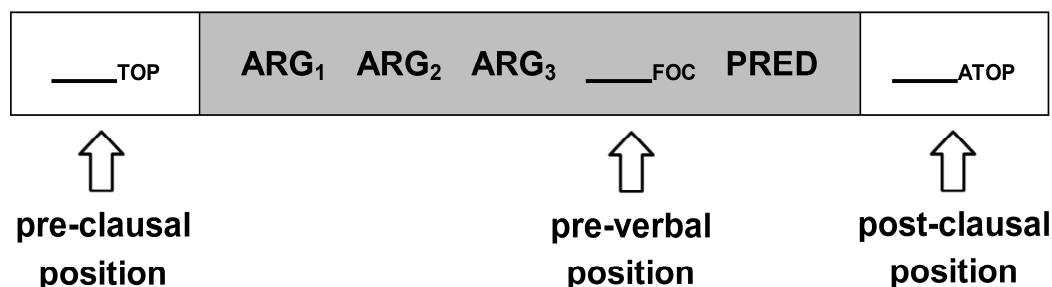 ____TOP ARG₁ ARG₂ ARG₃ ____FOC PRED ____ATOP
pre-clausal position
pre-verbal position
post-clausal position